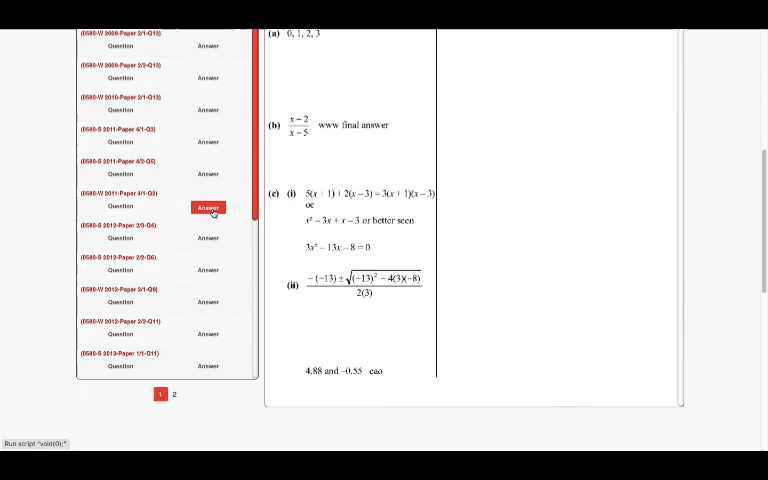 (0580-W 2009-Paper 2/1-Q13)
Question Answer
(0580-W 2009-Paper 2/2-Q13)
Question Answer
(0580-W 2010-Paper 2/1-Q13)
Question Answer
(0580-S 2011-Paper 4/1-Q3)
Question Answer
(0580-S 2011-Paper 4/2-Q5)
Question Answer
(0580-W 2011-Paper 4/1-Q2)
Question Answer
(0580-S 2012-Paper 2/3-Q4)
Question Answer
(0580-S 2012-Paper 2/2-Q6)
Question Answer
(0580-W 2012-Paper 2/1-Q9)
Question Answer
(0580-W 2012-Paper 2/2-Q11)
Question Answer
(0580-S 2013-Paper 1/1-Q11)
Question Answer
1 2
(a) 0, 1, 2, 3
(b) x – 2 / x – 5 www final answer
(c) (i) 5(x + 1) + 2(x – 3) = 3(x + 1)(x – 3)
oe
x² – 3x + x – 3 or better seen
3x² – 13x – 8 = 0
(ii) – (–13) ± √(–13)² – 4(3)(–8) / 2(3)
4.88 and –0.55 cao
Run script "void(0);"